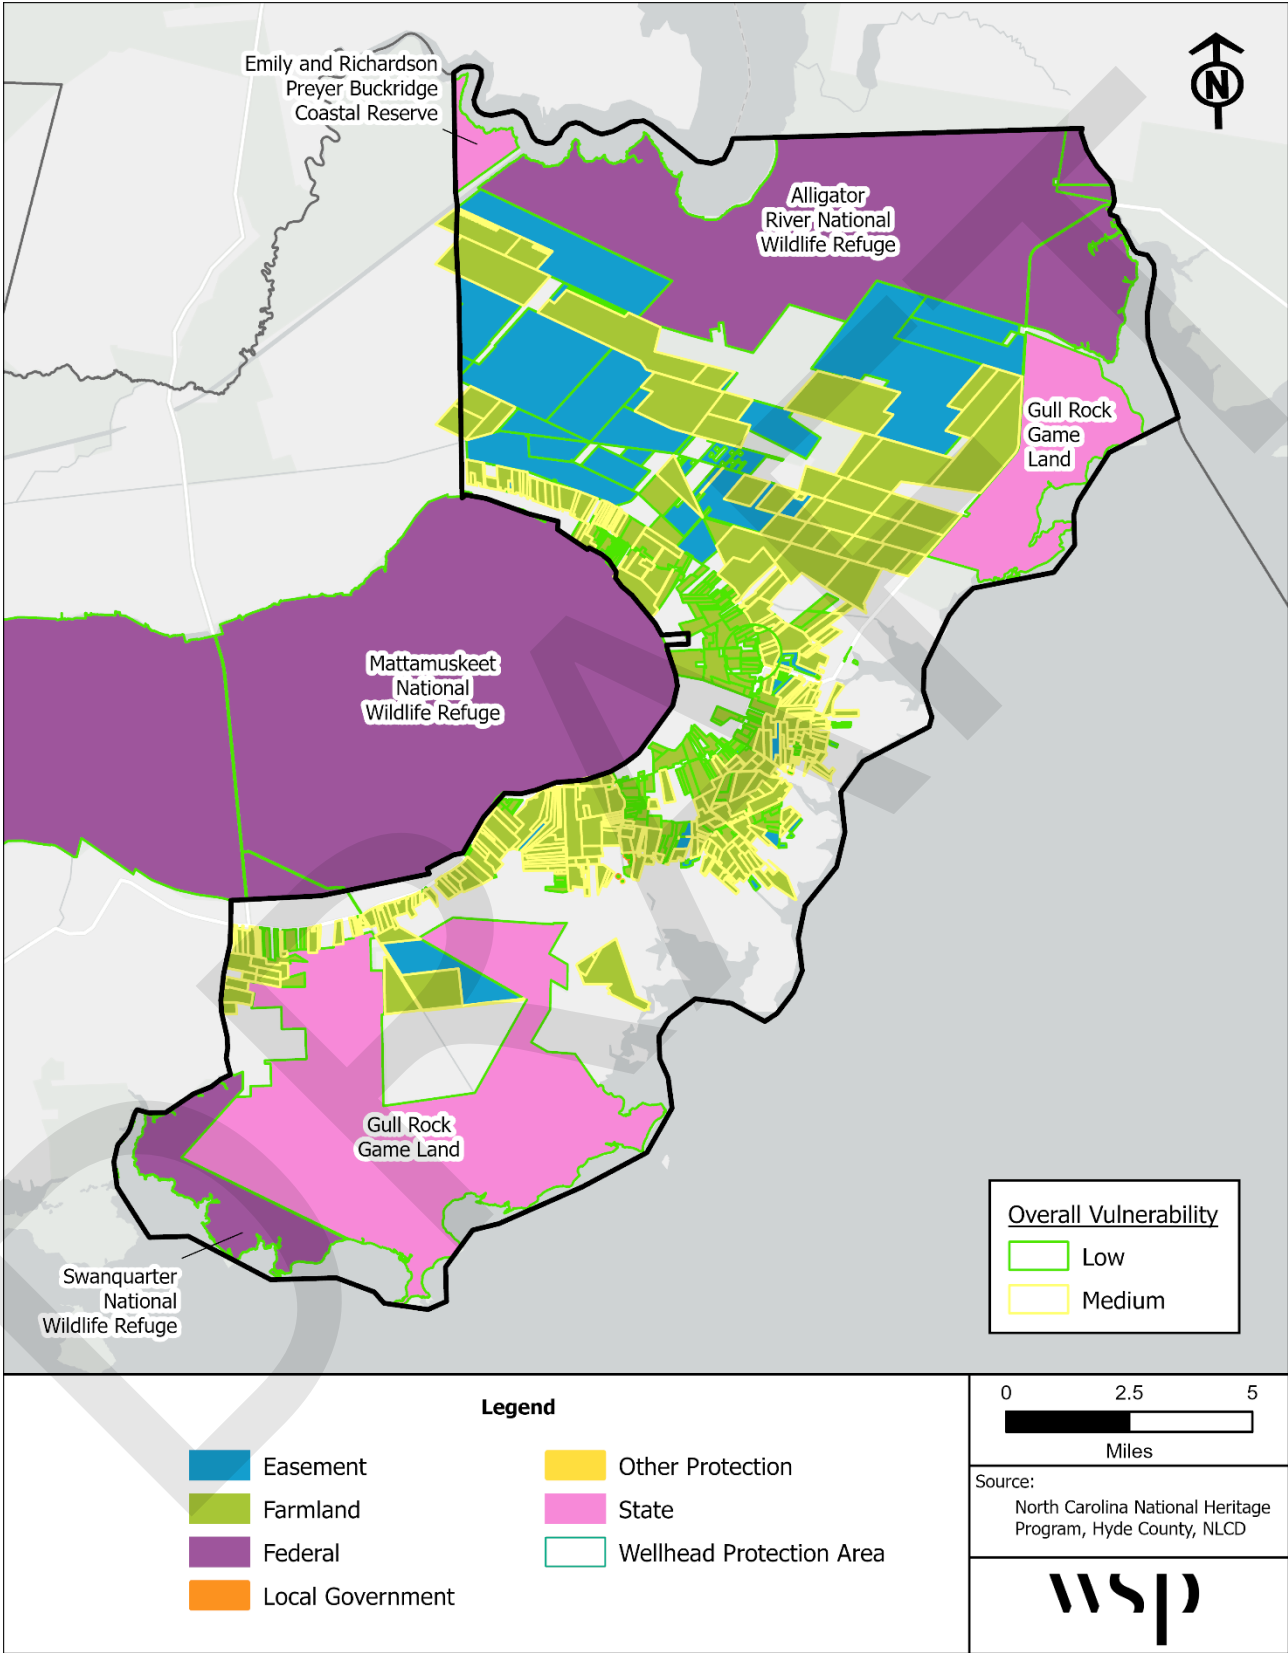 Emily and Richardson
Preyer Buckridge
Coastal Reserve
N
Alligator
River National
Wildlife Refuge
Gull Rock
Game
Land
Mattamuskeet
National
Wildlife Refuge
Gull Rock
Game Land
Swanquarter
National
Wildlife Refuge
Overall Vulnerability
Low
Medium
DRAFT
Legend
Easement
Farmland
Federal
Local Government
Other Protection
State
Wellhead Protection Area
0 2.5 5
Miles
Source:
North Carolina National Heritage
Program, Hyde County, NLCD
wsp